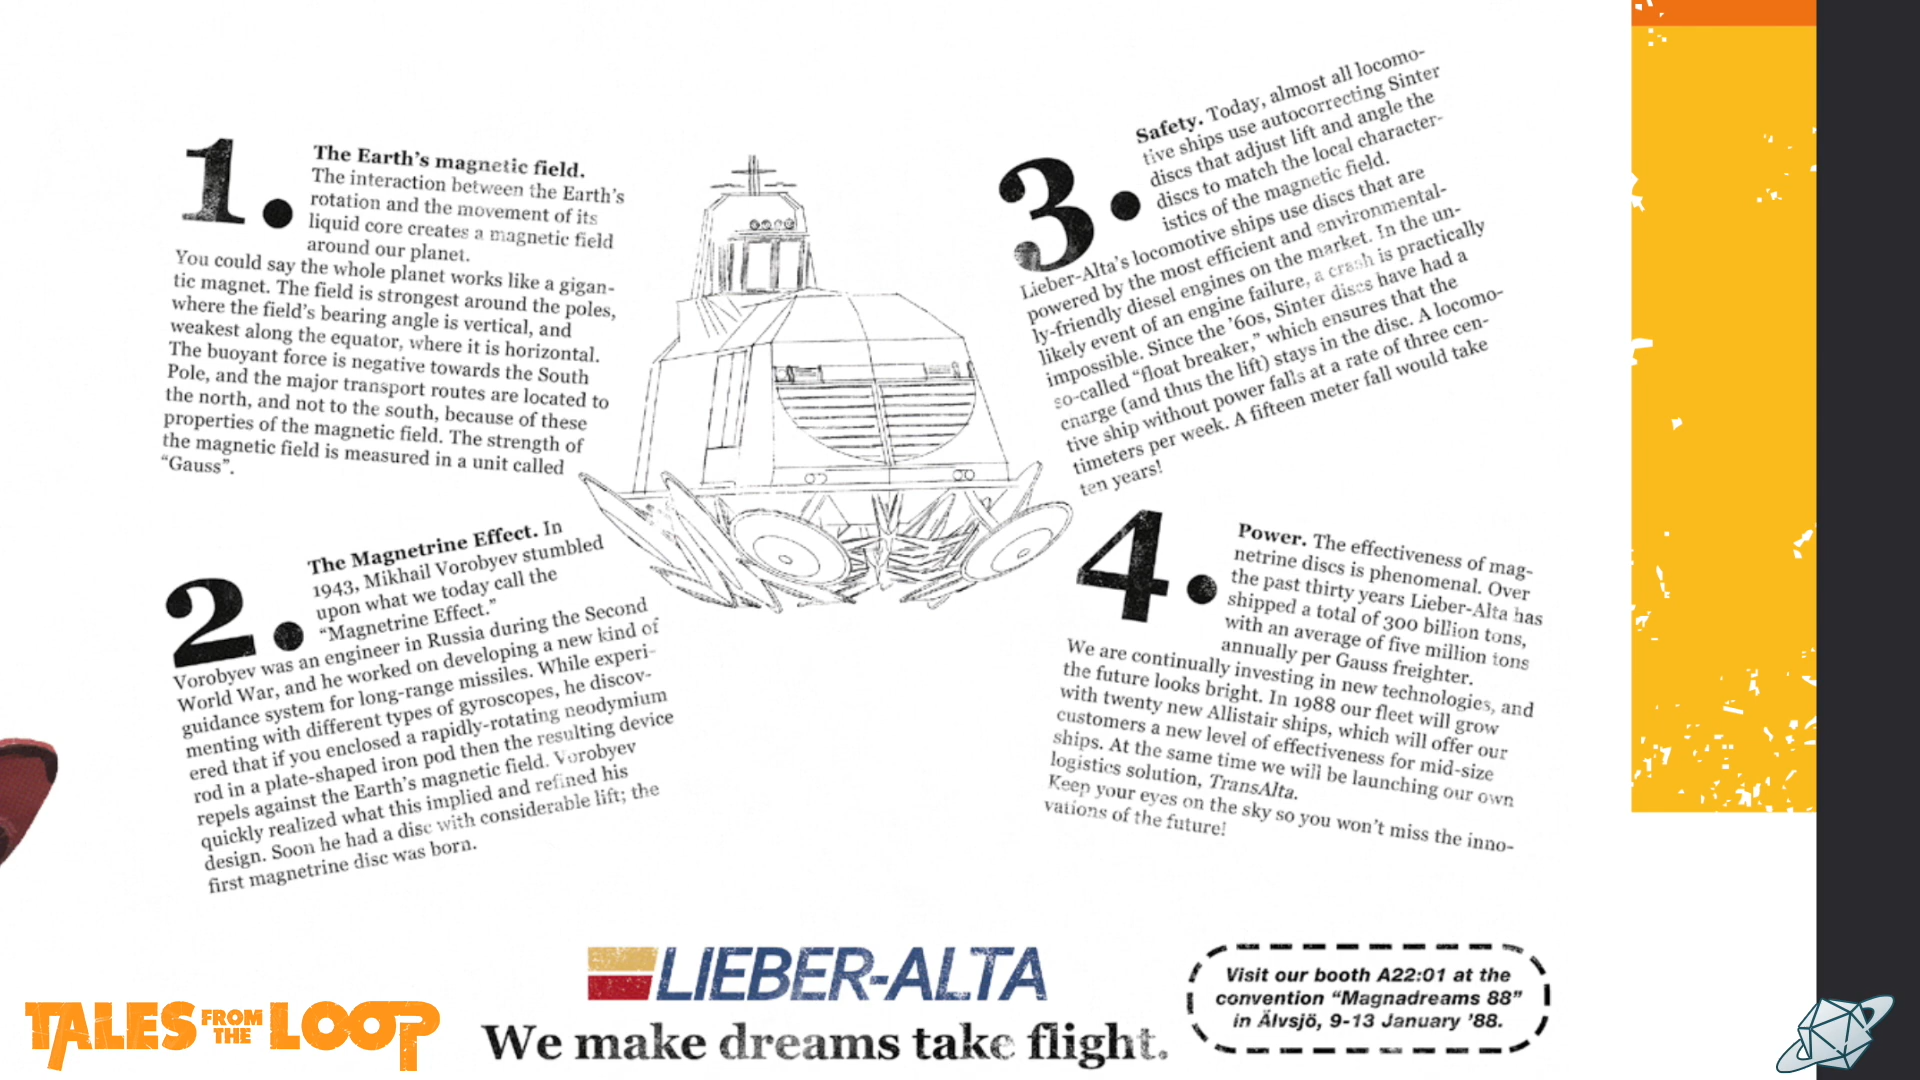 1.
The Earth's magnetic field.
The interaction between the Earth's
rotation and the movement of its
liquid core creates a magnetic field
around our planet.
You could say the whole planet works like a gigan-
tic magnet. The field is strongest around the poles,
where the field's bearing angle is vertical, and
weakest along the equator, where it is horizontal.
The buoyant force is negative towards the South
Pole, and the major transport routes are located to
the north, and not to the south, because of these
properties of the magnetic field. The strength of
the magnetic field is measured in a unit called
“Gauss”.
2.
The Magnetrine Effect. In
1943, Mikhail Vorobyev stumbled
upon what we today call the
“Magnetrine Effect.”
Vorobyev was an engineer in Russia during the Second
World War, and he worked on developing a new kind of
guidance system for long-range missiles. While experi-
menting with different types of gyroscopes, he discov-
ered that if you enclosed a rapidly-rotating neodymium
rod in a plate-shaped iron pod then the resulting device
repels against the Earth's magnetic field. Vorobyev
quickly realized what this implied and refined his
design. Soon he had a disc with considerable lift; the
first magnetrine disc was born.
3.
Safety. Today, almost all locomo-
tive ships use autocorrecting Sinter
discs that adjust lift and angle the
discs to match the local character-
istics of the magnetic field.
Lieber-Alta's locomotive ships use discs that are
powered by the most efficient and environmental-
ly-friendly diesel engines on the market. In the un-
likely event of an engine failure, a crash is practically
impossible. Since the '60s, Sinter discs have had a
so-called “float breaker,” which ensures that the
charge (and thus the lift) stays in the disc. A locomo-
tive ship without power falls at a rate of three cen-
timeters per week. A fifteen meter fall would take
ten years!
4.
Power. The effectiveness of mag-
netrine discs is phenomenal. Over
the past thirty years Lieber-Alta has
shipped a total of 300 billion tons,
with an average of five million tons
annually per Gauss freighter.
We are continually investing in new technologies, and
the future looks bright. In 1988 our fleet will grow
with twenty new Allistair ships, which will offer our
customers a new level of effectiveness for mid-size
ships. At the same time we will be launching our own
logistics solution, TransAlta.
Keep your eyes on the sky so you won't miss the inno-
vations of the future!
LIEBER-ALTA
We make dreams take flight.
Visit our booth A22:01 at the
convention “Magnadreams 88”
in Älvsjö, 9-13 January '88.
TALES FROM THE LOOP